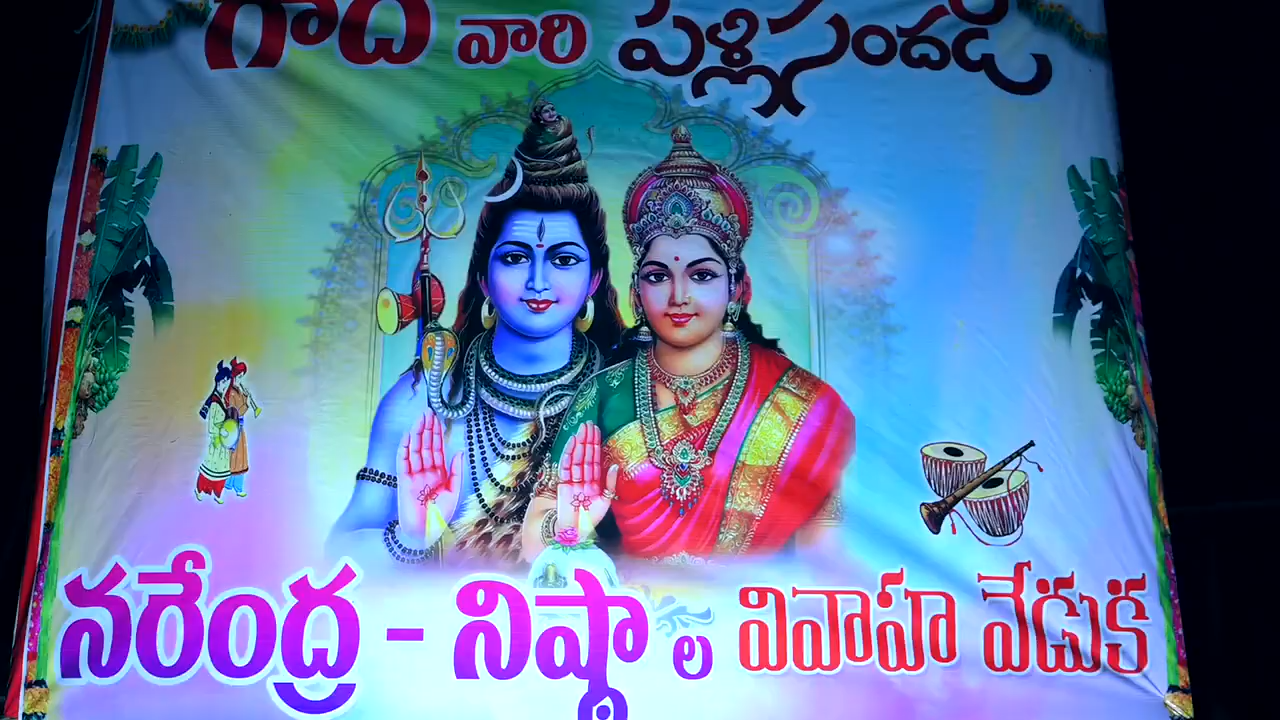 గాది వారి పెళ్లిసందడి
నరేంద్ర - నిష్ఠా ల వివాహ వేడుక